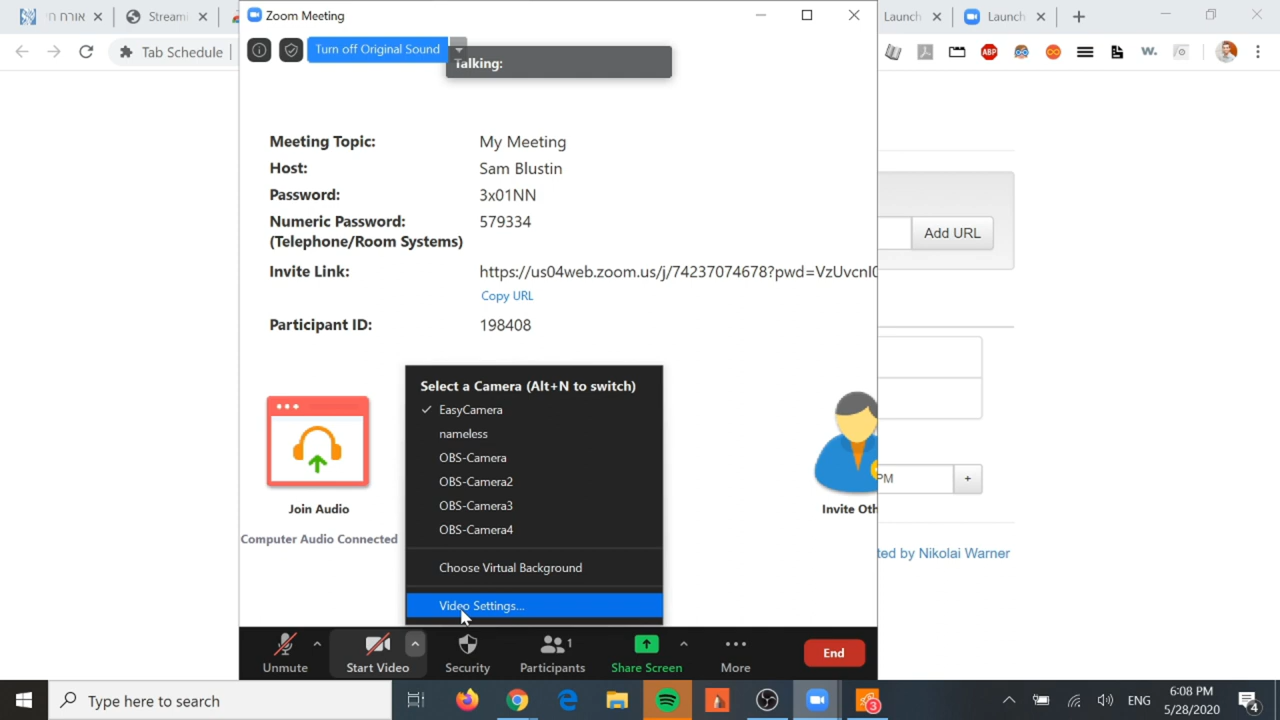 אורחי
Streami
Zoom Meeting
Launch
Launch
Tab Schedule
Turn off Original Sound
Talking:
ABP
W.
Meeting Topic: My Meeting
Host: Sam Blustin
Password: 3x01NN
Numeric Password: 579334
(Telephone/Room Systems)
Invite Link: https://us04web.zoom.us/j/74237074678?pwd=VzUvcnI0
Copy URL
Participant ID: 198408
Add URL
Select a Camera (Alt+N to switch)
EasyCamera
nameless
OBS-Camera
OBS-Camera2
OBS-Camera3
OBS-Camera4
Choose Virtual Background
Video Settings...
Join Audio
Computer Audio Connected
Invite Oth
PM
+
ted by Nikolai Warner
Unmute
Start Video
Security
1
Participants
Share Screen
More
End
Type here to search
3
ENG
6:08 PM
5/28/2020
4